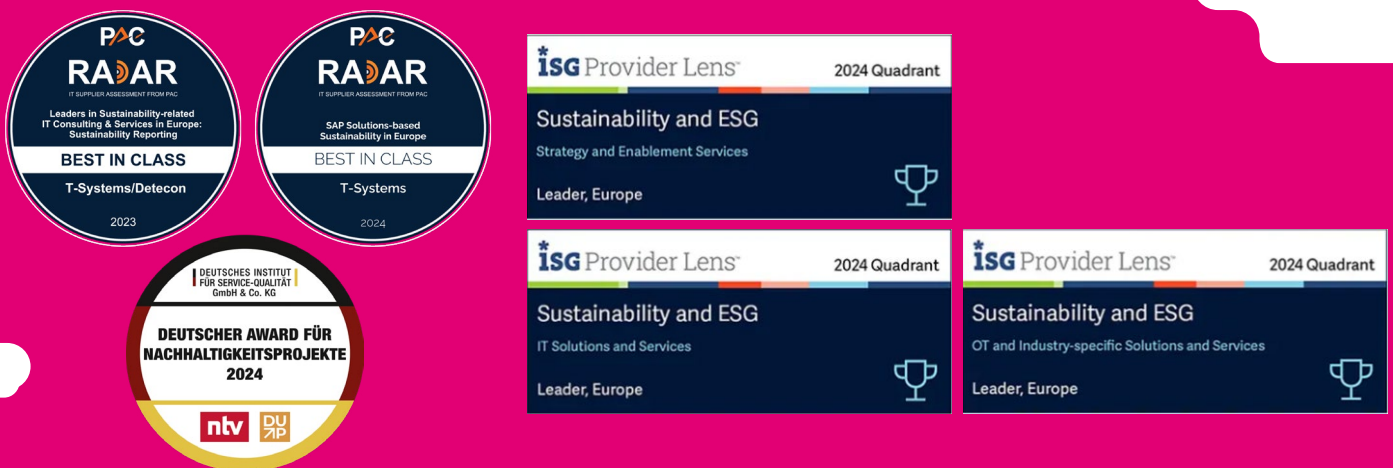 PAC
RADAR
IT SUPPLIER ASSESSMENT FROM PAC
Leaders in Sustainability-related
IT Consulting & Services in Europe:
Sustainability Reporting
BEST IN CLASS
T-Systems/Detecon
2023
PAC
RADAR
IT SUPPLIER ASSESSMENT FROM PAC
SAP Solutions-based
Sustainability in Europe
BEST IN CLASS
T-Systems
2024
DEUTSCHES INSTITUT
FÜR SERVICE-QUALITÄT
GmbH & Co. KG
DEUTSCHER AWARD FÜR
NACHHALTIGKEITSPROJEKTE
2024
ntv
DU
AP
ISG Provider Lens™
2024 Quadrant
Sustainability and ESG
Strategy and Enablement Services
Leader, Europe
ISG Provider Lens™
2024 Quadrant
Sustainability and ESG
IT Solutions and Services
Leader, Europe
ISG Provider Lens™
2024 Quadrant
Sustainability and ESG
OT and Industry-specific Solutions and Services
Leader, Europe